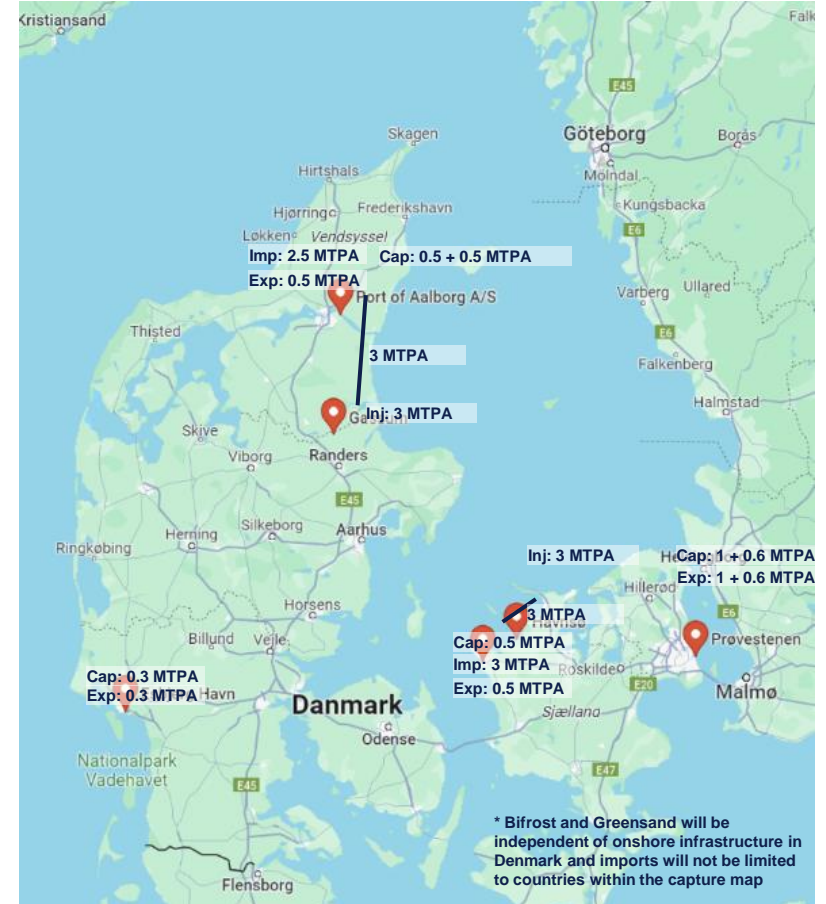 Kristiansand
Falk
E45
Skagen
Göteborg
Borås
Mölndal
Hirtshals
Kungsbacka
Hjørring
Frederikshavn
E6
Løkken
Vendsyssel
Imp: 2.5 MTPA
Cap: 0.5 + 0.5 MTPA
Exp: 0.5 MTPA
Port of Aalborg A/S
Varberg
Ullared
Thisted
E6
3 MTPA
Falkenberg
Halmstad
Inj: 3 MTPA
Skive
Viborg
Randers
E45
Silkeborg
Aarhus
Herning
Ringkøbing
Inj: 3 MTPA
Cap: 1 + 0.6 MTPA
Exp: 1 + 0.6 MTPA
Hillerød
Horsens
E6
3 MTPA
Billund
Vejle
Cap: 0.5 MTPA
Prøvestenen
Imp: 3 MTPA
Roskilde
Cap: 0.3 MTPA
Exp: 0.3 MTPA
Havn
Exp: 0.5 MTPA
E20
Malmø
Danmark
Sjælland
Odense
Nationalpark
Vadehavet
E45
E47
* Bifrost and Greensand will be
independent of onshore infrastructure in
Denmark and imports will not be limited
to countries within the capture map
Flensborg